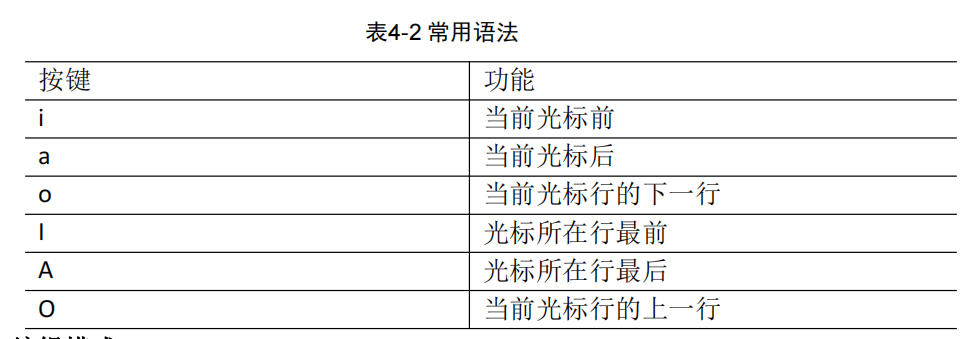 表4-2 常用语法
按键 功能
i 当前光标前
a 当前光标后
o 当前光标行的下一行
I 光标所在行最前
A 光标所在行最后
O 当前光标行的上一行